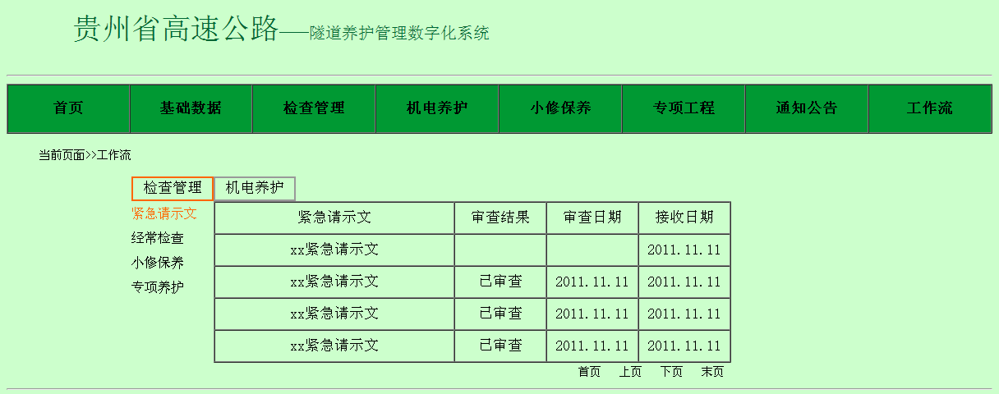 贵州省高速公路——隧道养护管理数字化系统
首页 基础数据 检查管理 机电养护 小修保养 专项工程 通知公告 工作流
当前页面>>工作流
检查管理 机电养护
紧急请示文
经常检查
小修保养
专项养护
紧急请示文 审查结果 审查日期 接收日期
xx紧急请示文 2011.11.11
xx紧急请示文 已审查 2011.11.11 2011.11.11
xx紧急请示文 已审查 2011.11.11 2011.11.11
xx紧急请示文 已审查 2011.11.11 2011.11.11
首页 上页 下页 末页